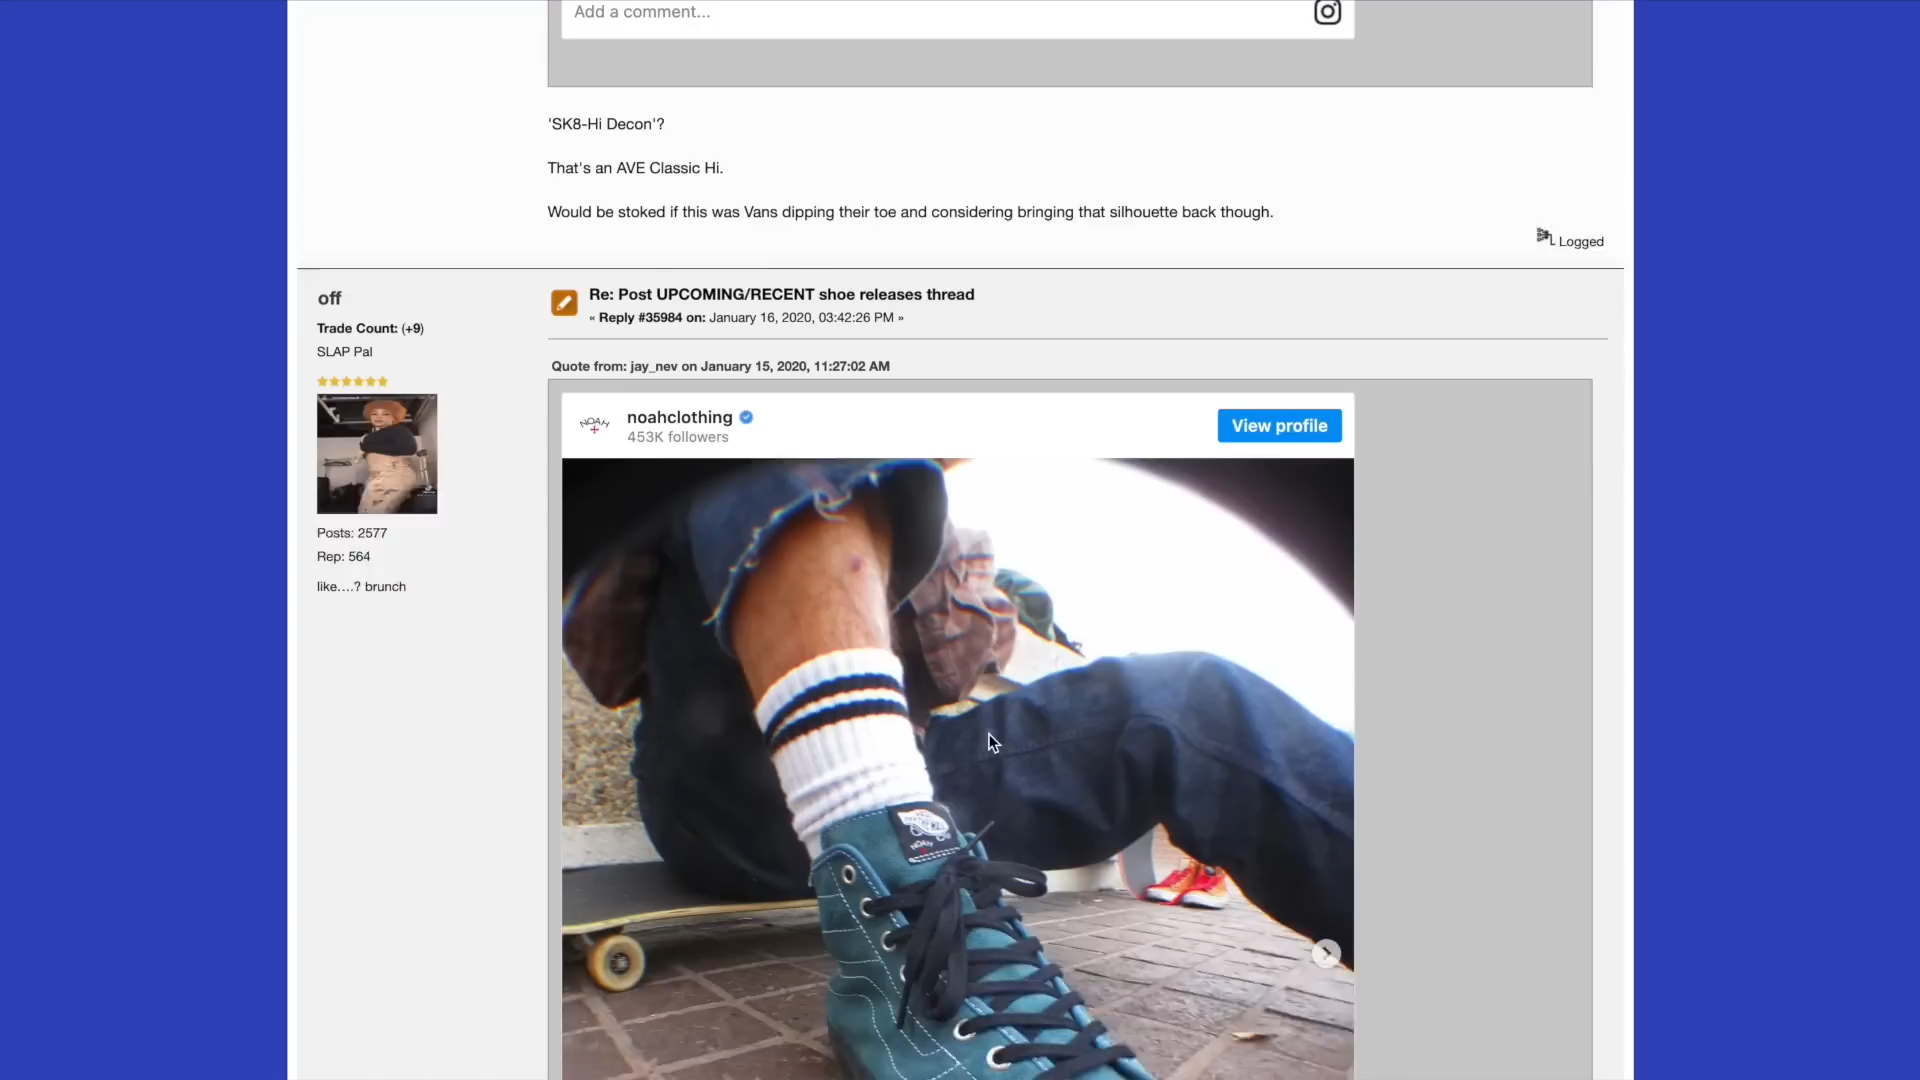 Add a comment...
'SK8-Hi Decon'?
That's an AVE Classic Hi.
Would be stoked if this was Vans dipping their toe and considering bringing that silhouette back though.
Logged
off
Trade Count: (+9)
SLAP Pal
Posts: 2577
Rep: 564
like....? brunch
Re: Post UPCOMING/RECENT shoe releases thread
« Reply #35984 on: January 16, 2020, 03:42:26 PM »
Quote from: jay_nev on January 15, 2020, 11:27:02 AM
NOAH
noahclothing
453K followers
View profile
NOAH